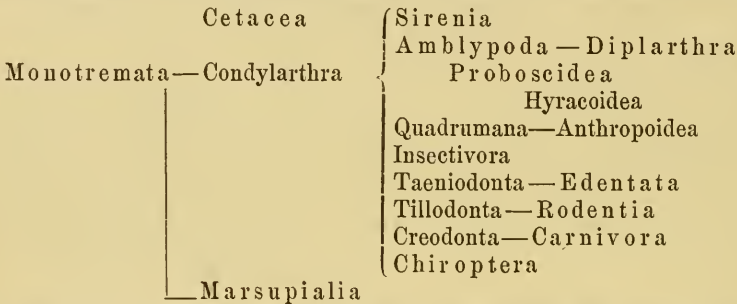 Cetacea Sirenia
Amblypoda — Diplarthra
Monotremata — Condylarthra Proboscidea
Hyracoidea
Quadrumana — Anthropoidea
Insectivora
Taeniodonta — Edentata
Tillodonta — Rodentia
Creodonta — Carnivora
Chiroptera
Marsupialia